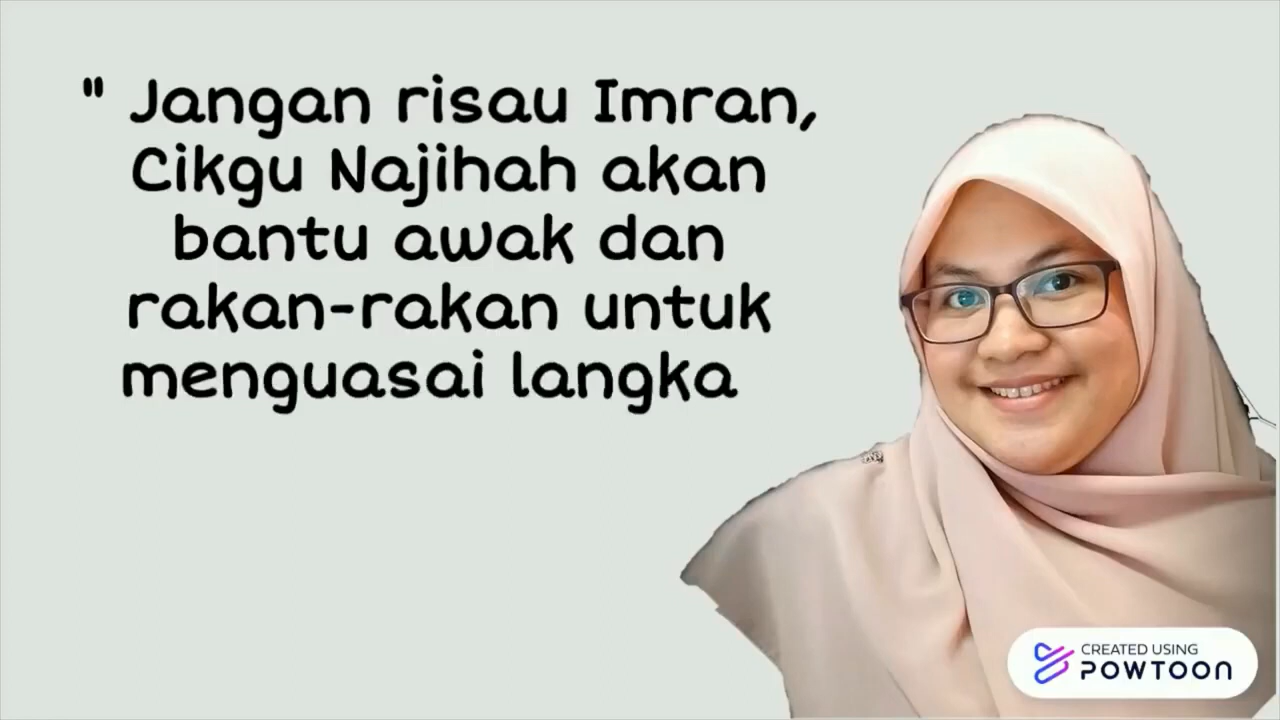 " Jangan risau Imran,
Cikgu Najihah akan
bantu awak dan
rakan-rakan untuk
menguasai langka
CREATED USING
POWTOON